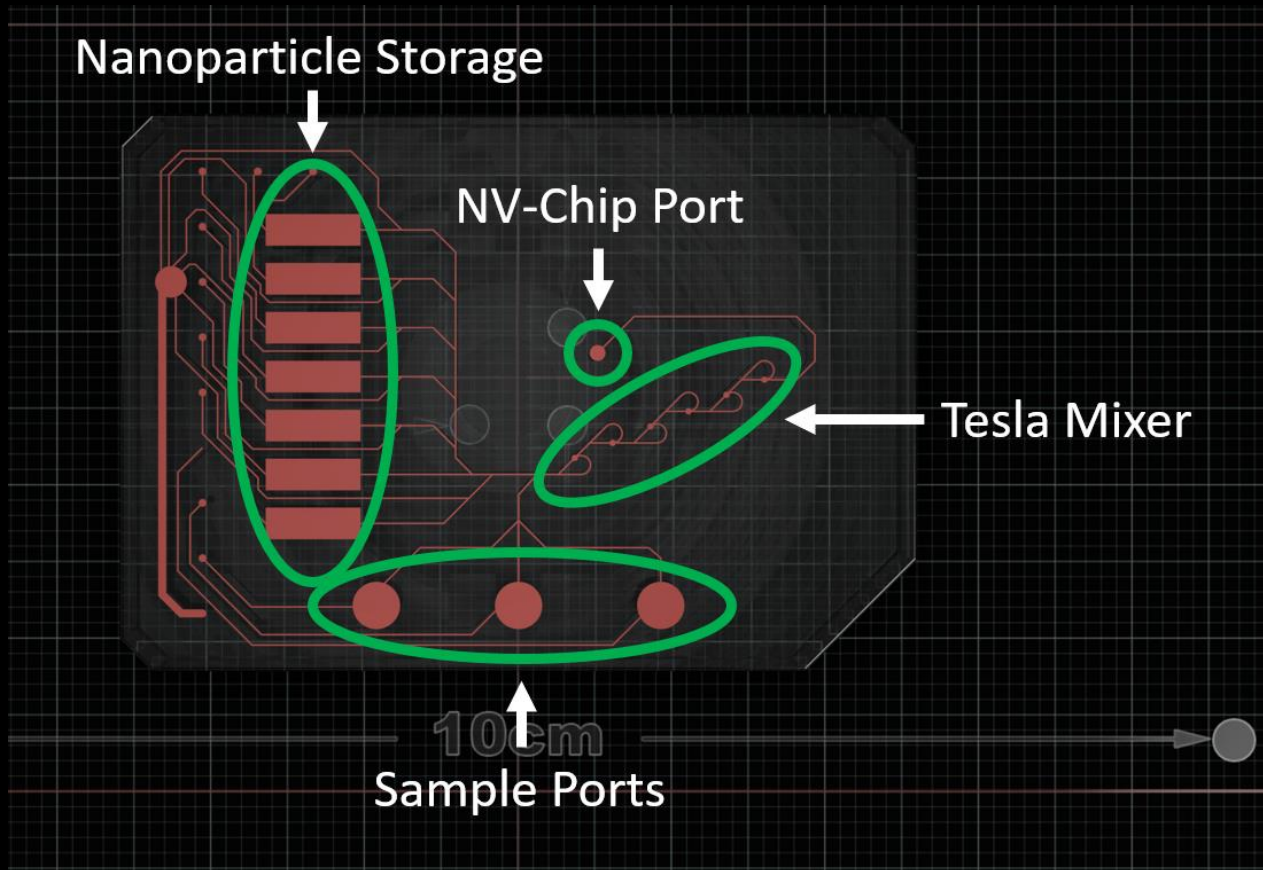 Nanoparticle Storage
NV-Chip Port
Tesla Mixer
10cm
Sample Ports